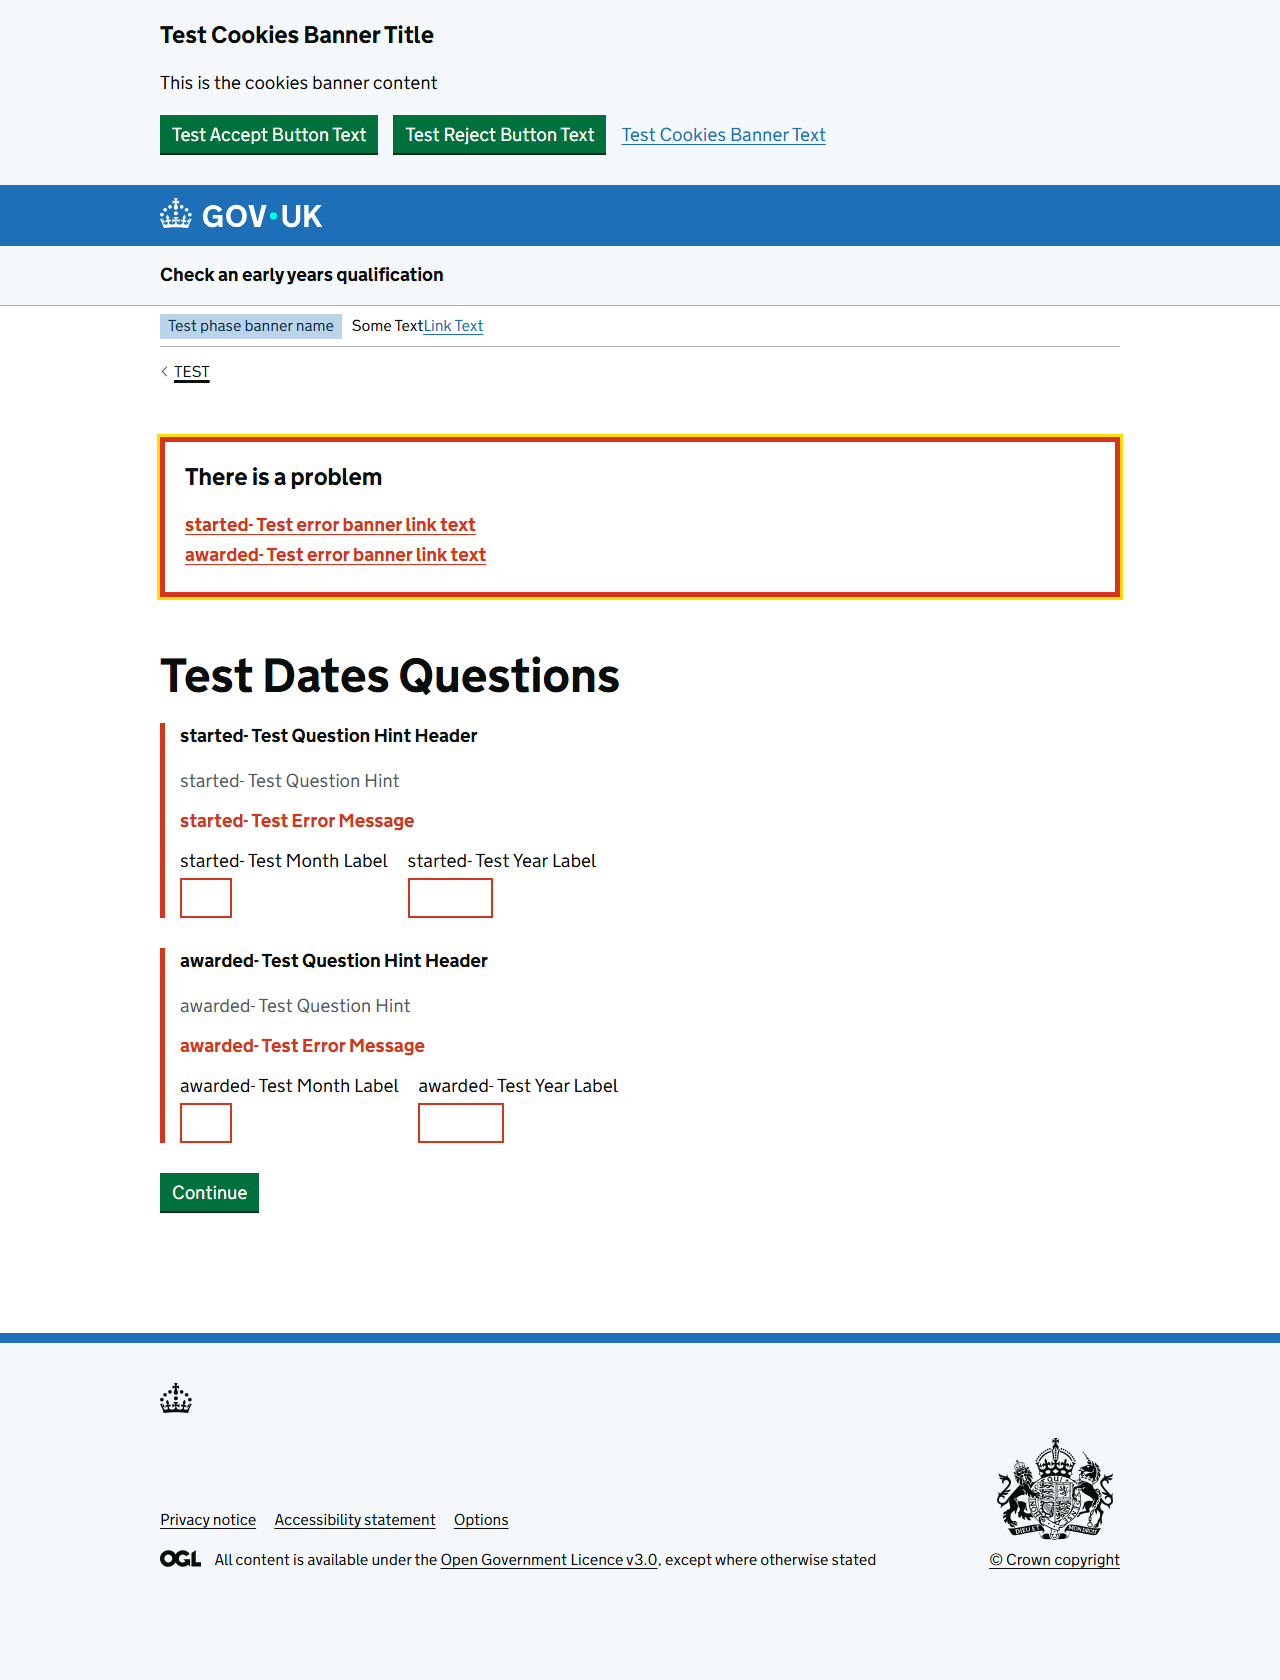 Test Cookies Banner Title
This is the cookies banner content
Test Accept Button Text Test Reject Button Text Test Cookies Banner Text
GOV·UK
Check an early years qualification
Test phase banner name Some TextLink Text
TEST
There is a problem
started- Test error banner link text
awarded- Test error banner link text
Test Dates Questions
started- Test Question Hint Header
started- Test Question Hint
started- Test Error Message
started- Test Month Label started- Test Year Label
awarded- Test Question Hint Header
awarded- Test Question Hint
awarded- Test Error Message
awarded- Test Month Label awarded- Test Year Label
Continue
Privacy notice Accessibility statement Options
OGL All content is available under the Open Government Licence v3.0, except where otherwise stated
© Crown copyright